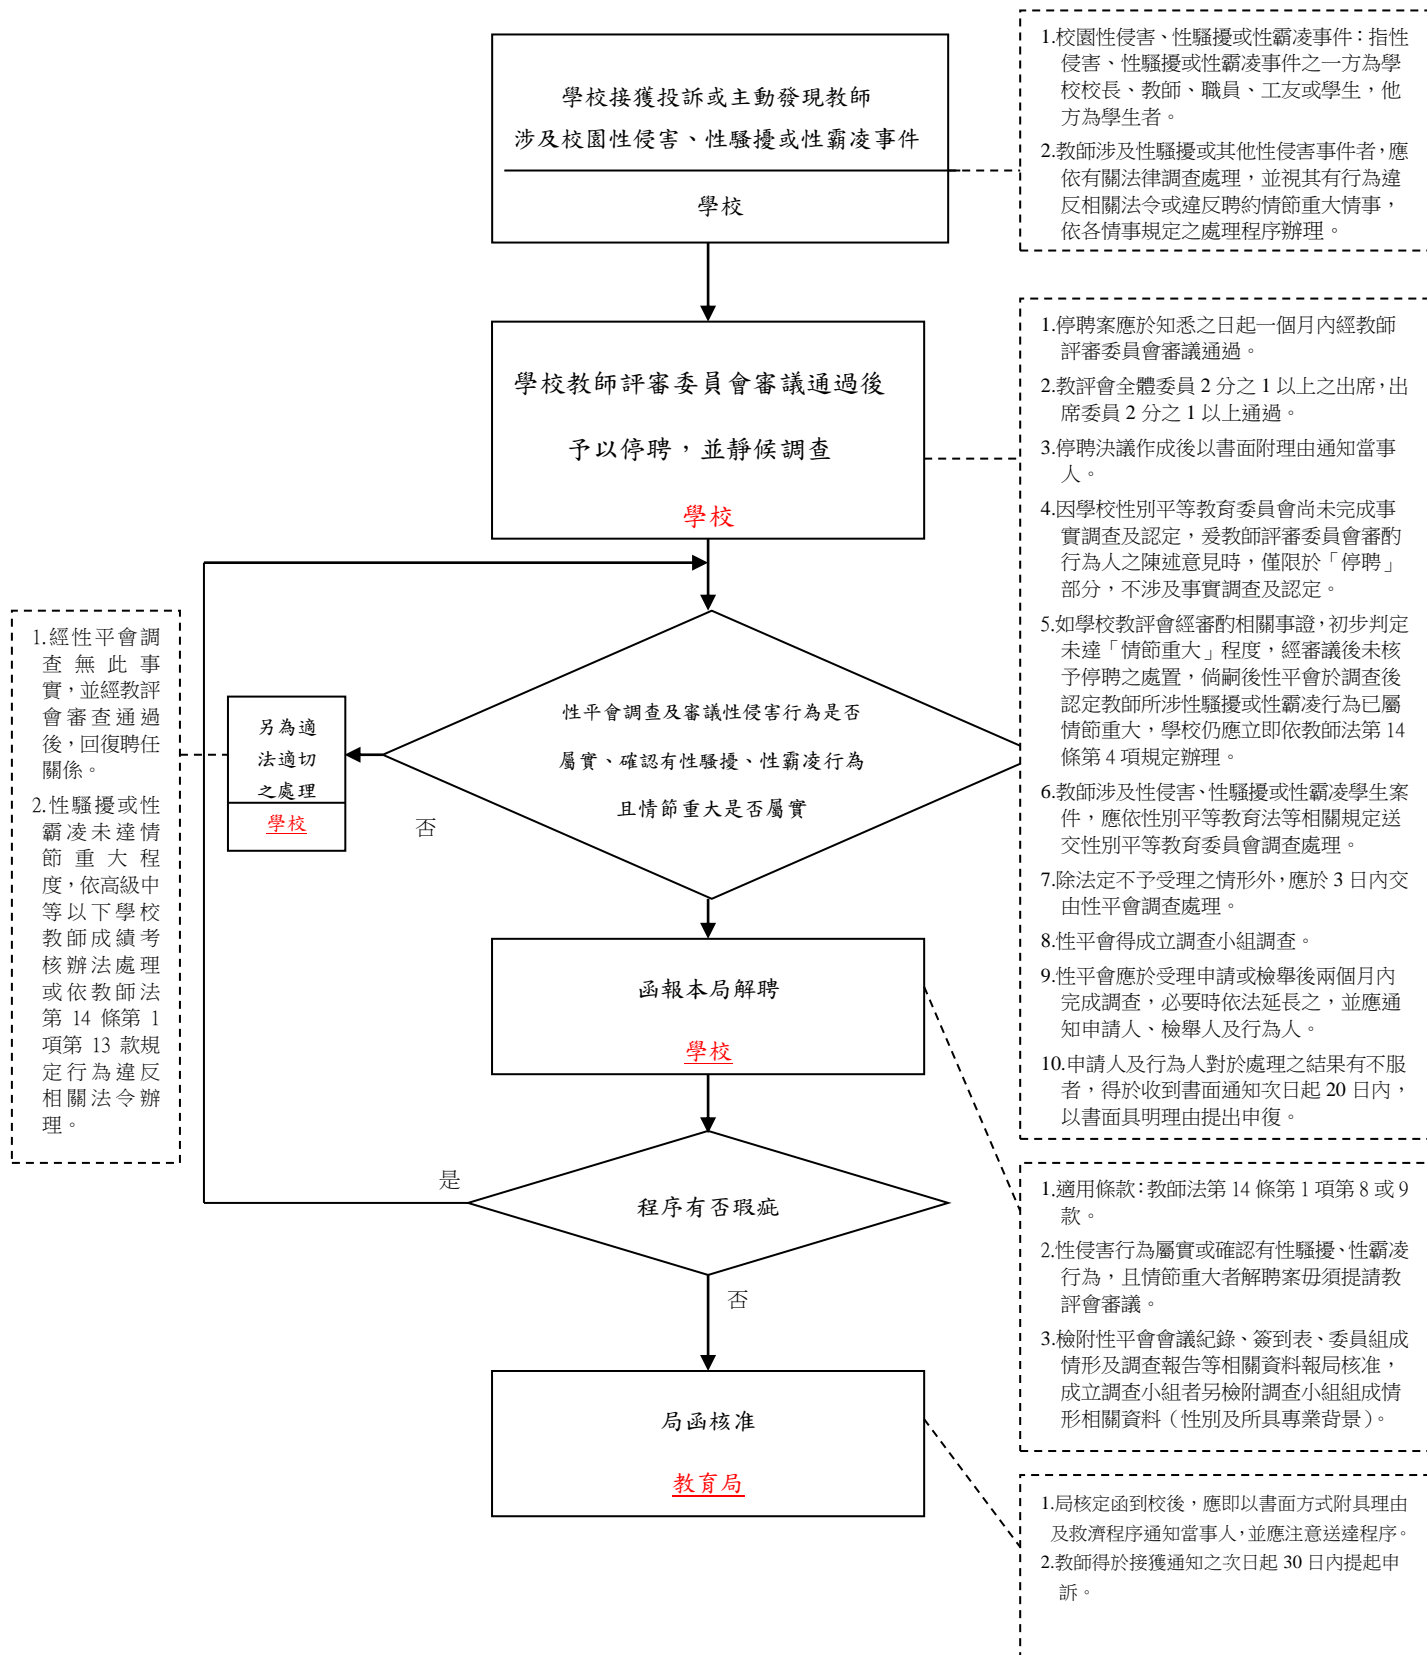 學校接獲投訴或主動發現教師
涉及校園性侵害、性騷擾或性霸凌事件
學校
1.校園性侵害、性騷擾或性霸凌事件：指性
侵害、性騷擾或性霸凌事件之一方為學
校校長、教師、職員、工友或學生，他
方為學生者。
2.教師涉及性騷擾或其他性侵害事件者，應
依有關法律調查處理，並視其有行為違
反相關法令或違反聘約情節重大情事，
依各情事規定之處理程序辦理。
學校教師評審委員會審議通過後
予以停聘，並靜候調查
學校
1.停聘案應於知悉之日起一個月內經教師
評審委員會審議通過。
2.教評會全體委員 2 分之 1 以上之出席，出
席委員 2 分之 1 以上通過。
3.停聘決議作成後以書面附理由通知當事
人。
4.因學校性別平等教育委員會尚未完成事
實調查及認定，爰教師評審委員會審酌
行為人之陳述意見時，僅限於「停聘」
部分，不涉及事實調查及認定。
5.如學校教評會經審酌相關事證，初步判定
未達「情節重大」程度，經審議後未核
予停聘之處置，倘嗣後性平會於調查後
認定教師所涉性騷擾或性霸凌行為已屬
情節重大，學校仍應立即依教師法第 14
條第 4 項規定辦理。
6.教師涉及性侵害、性騷擾或性霸凌學生案
件，應依性別平等教育法等相關規定送
交性別平等教育委員會調查處理。
7.除法定不予受理之情形外，應於 3 日內交
由性平會調查處理。
8.性平會得成立調查小組調查。
9.性平會應於受理申請或檢舉後兩個月內
完成調查，必要時依法延長之，並應通
知申請人、檢舉人及行為人。
10.申請人及行為人對於處理之結果有不服
者，得於收到書面通知次日起 20 日內，
以書面具明理由提出申復。
性平會調查及審議性侵害行為是否
屬實、確認有性騷擾、性霸凌行為
且情節重大是否屬實
否
另為適
法適切
之處理
學校
1.經性平會調
查無此事
實，並經教評
會審查通過
後，回復聘任
關係。
2.性騷擾或性
霸凌未達情
節重大程
度，依高級中
等以下學校
教師成績考
核辦法處理
或依教師法
第 14 條第 1
項第 13 款規
定行為違反
相關法令辦
理。
函報本局解聘
學校
程序有否瑕疵
是
否
1.適用條款：教師法第 14 條第 1 項第 8 或 9
款。
2.性侵害行為屬實或確認有性騷擾、性霸凌
行為，且情節重大者解聘案毋須提請教
評會審議。
3.檢附性平會會議紀錄、簽到表、委員組成
情形及調查報告等相關資料報局核准，
成立調查小組者另檢附調查小組組成情
形相關資料（性別及所具專業背景）。
局函核准
教育局
1.局核定函到校後，應即以書面方式附具理由
及救濟程序通知當事人，並應注意送達程序。
2.教師得於接獲通知之次日起 30 日內提起申
訴。